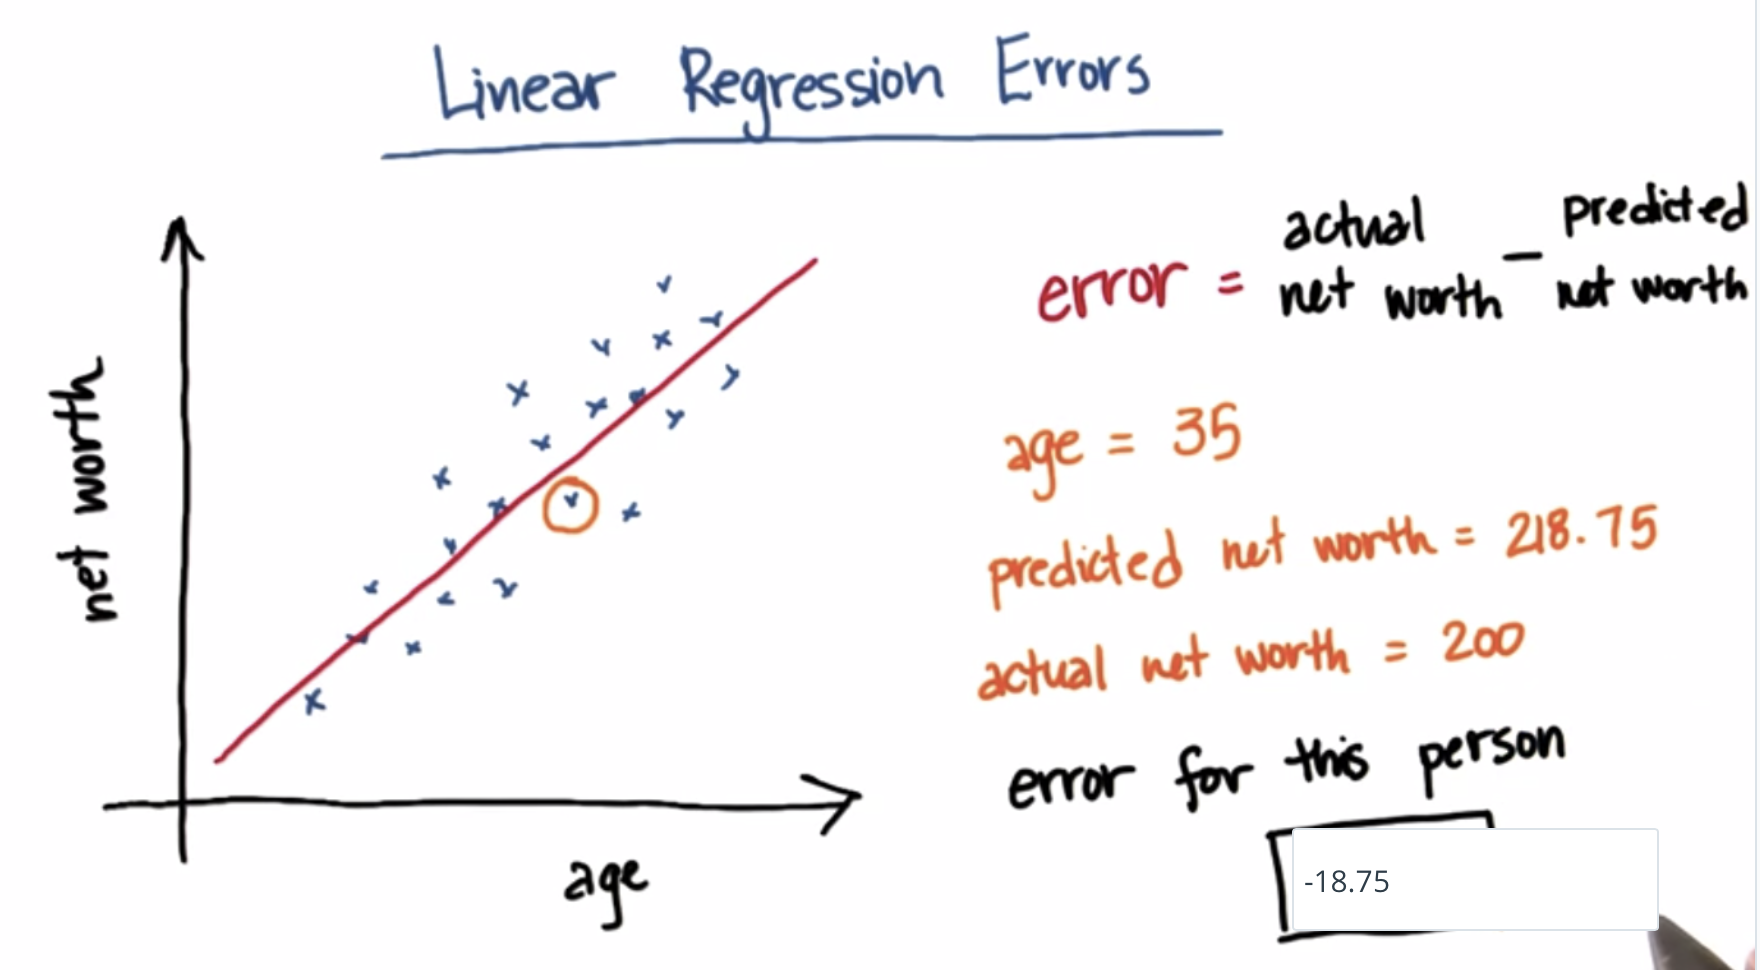 Linear Regression Errors
error = actual net worth - predicted net worth
age = 35
predicted net worth = 218.75
actual net worth = 200
error for this person
-18.75
net worth
age